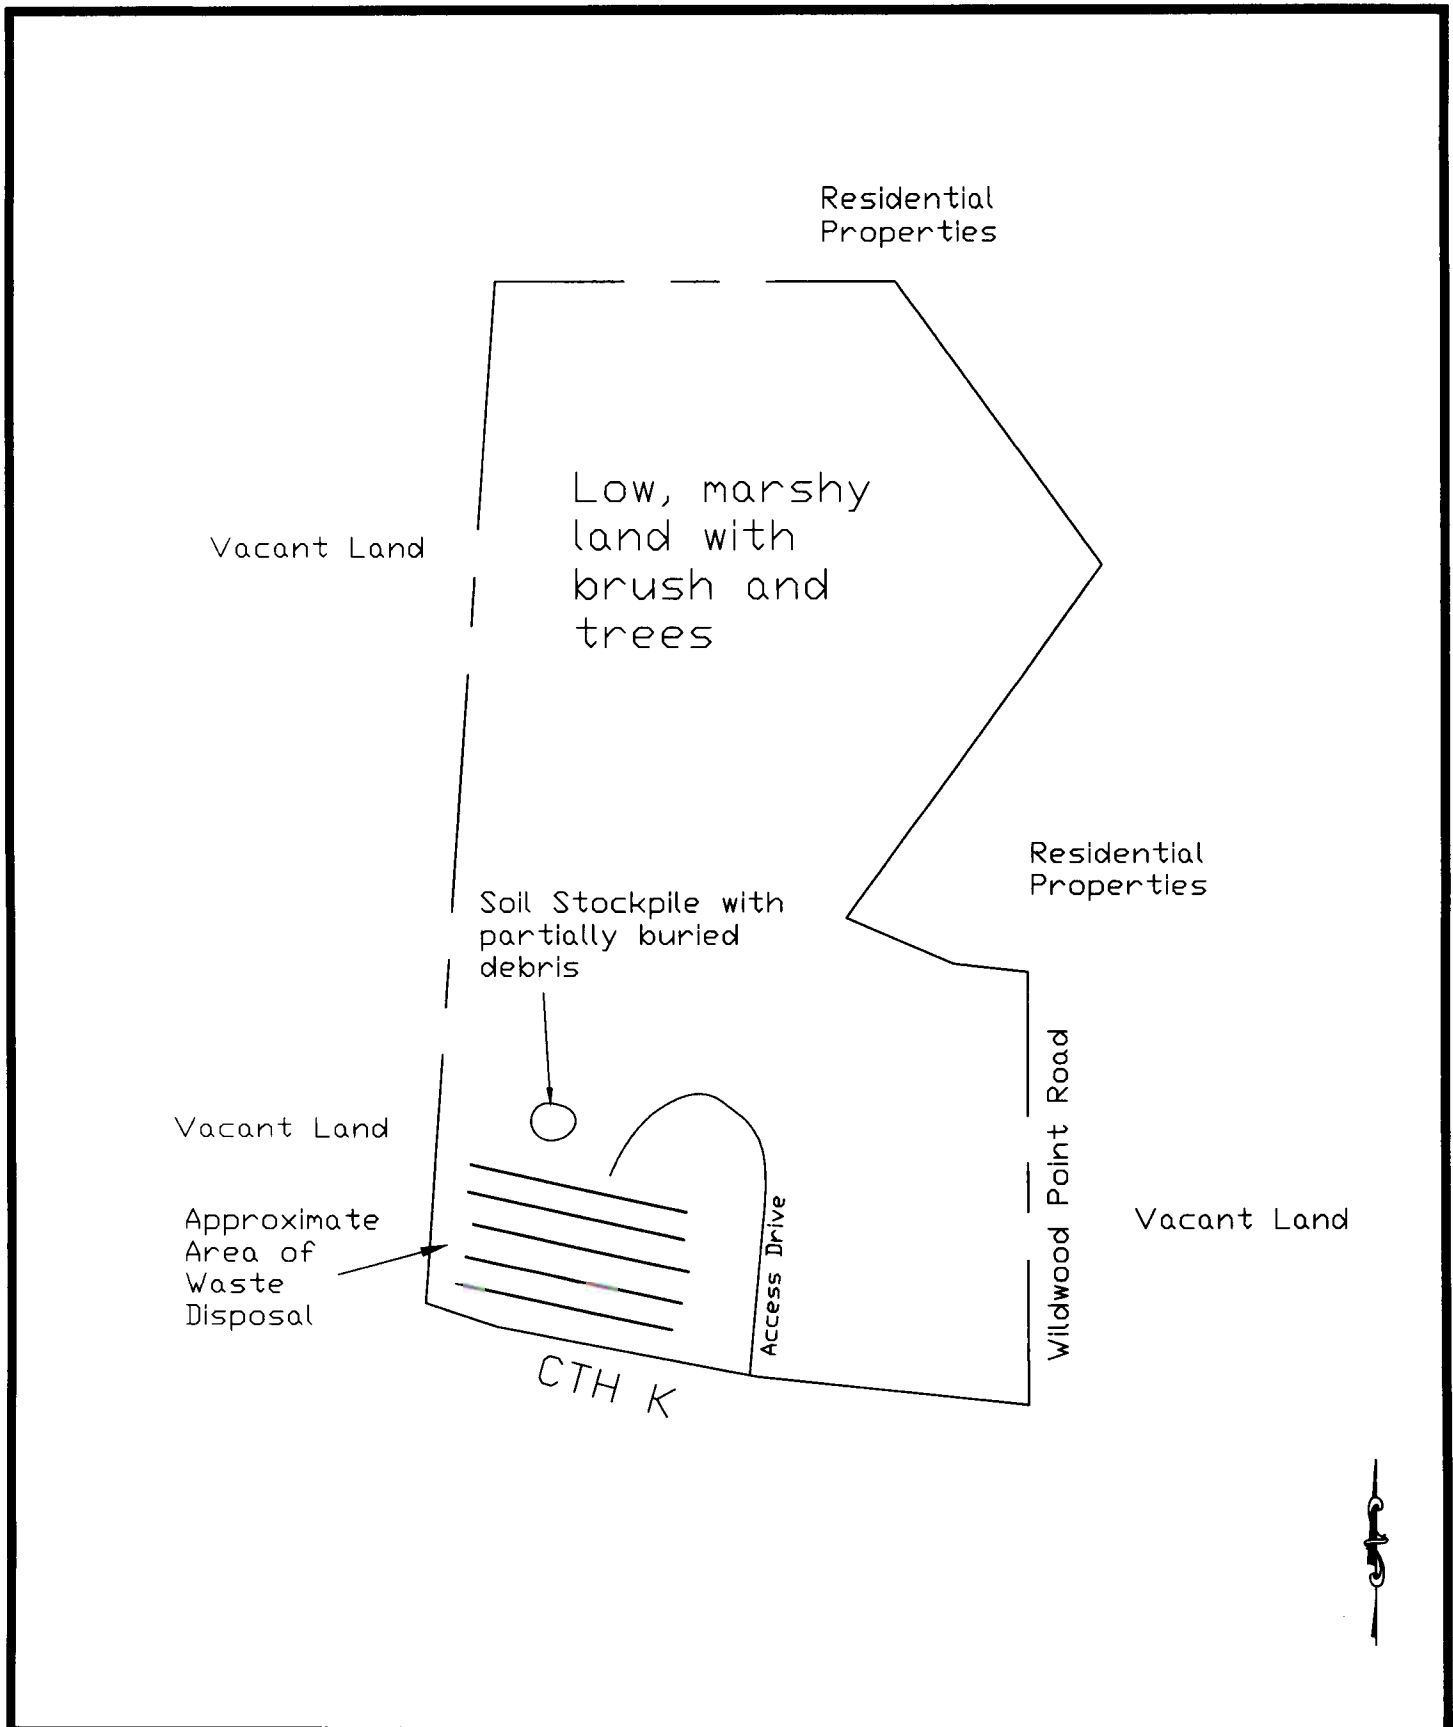 Residential
Properties
Low, marshy
land with
brush and
trees
Vacant Land
Residential
Properties
Soil Stockpile with
partially buried
debris
Wildwood Point Road
Vacant Land
Access Drive
Vacant Land
Approximate
Area of
Waste
Disposal
CTH K